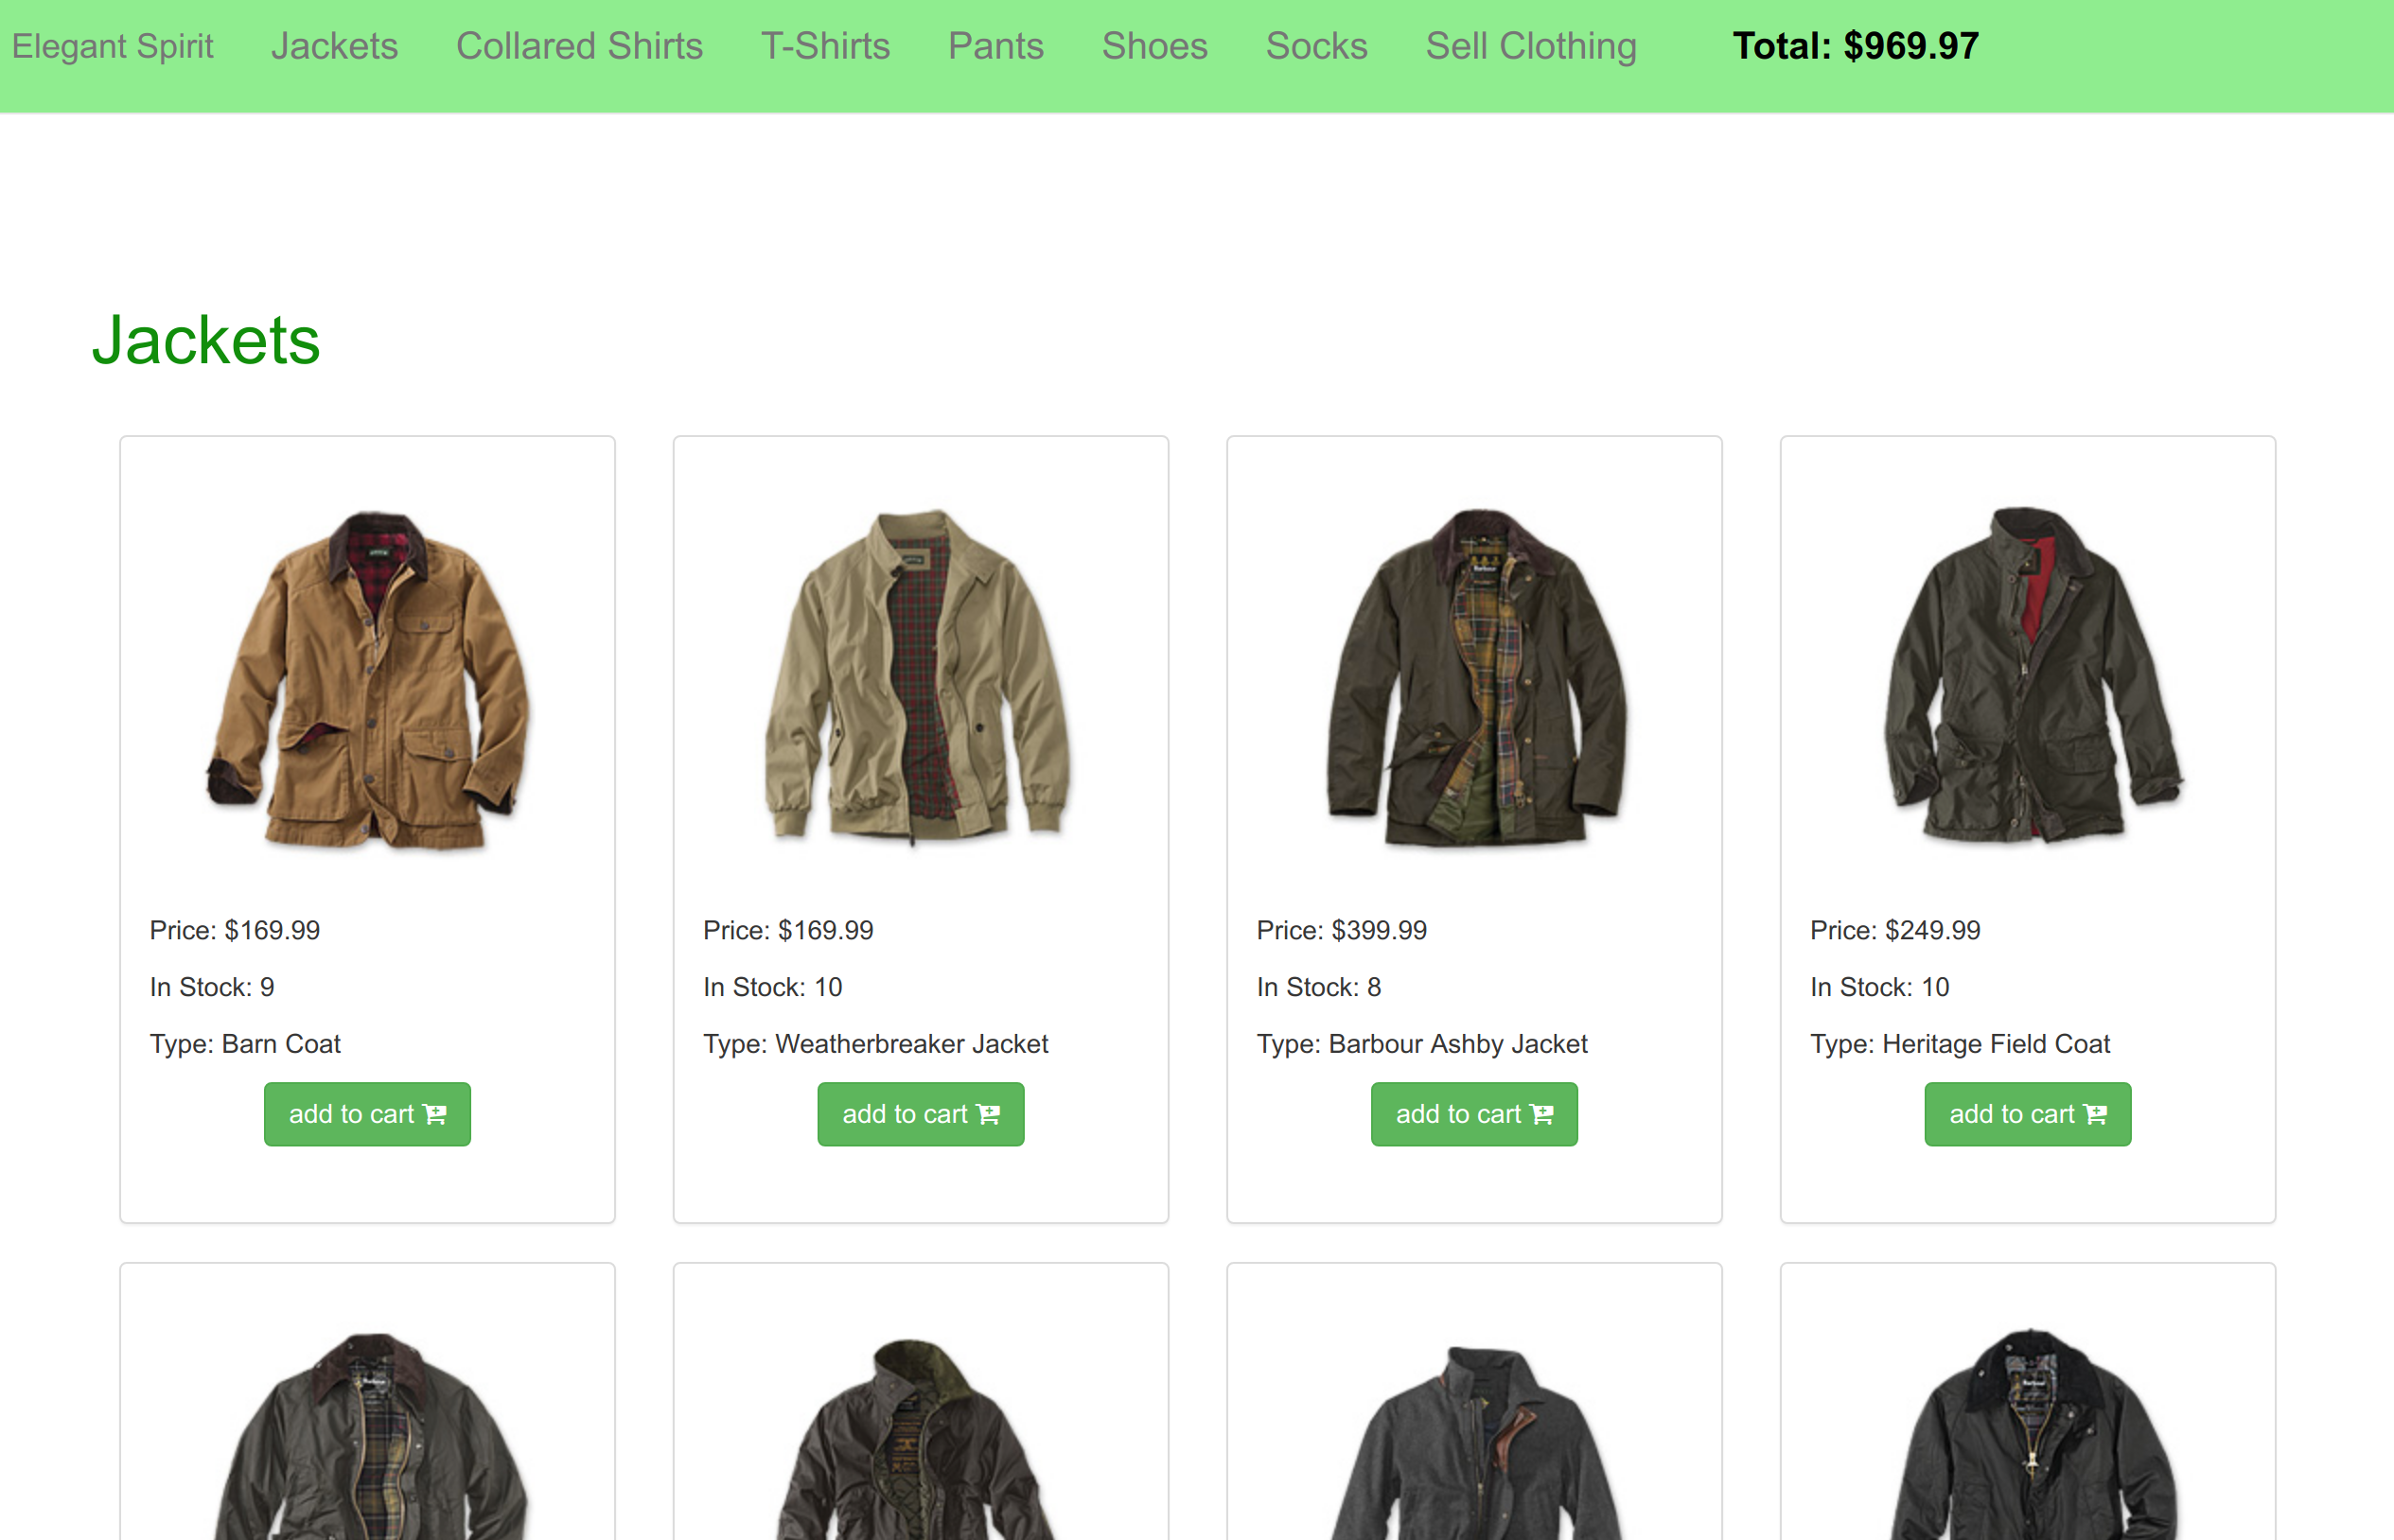 Elegant Spirit Jackets Collared Shirts T-Shirts Pants Shoes Socks Sell Clothing Total: $969.97
Jackets
Price: $169.99
In Stock: 9
Type: Barn Coat
add to cart
Price: $169.99
In Stock: 10
Type: Weatherbreaker Jacket
add to cart
Price: $399.99
In Stock: 8
Type: Barbour Ashby Jacket
add to cart
Price: $249.99
In Stock: 10
Type: Heritage Field Coat
add to cart